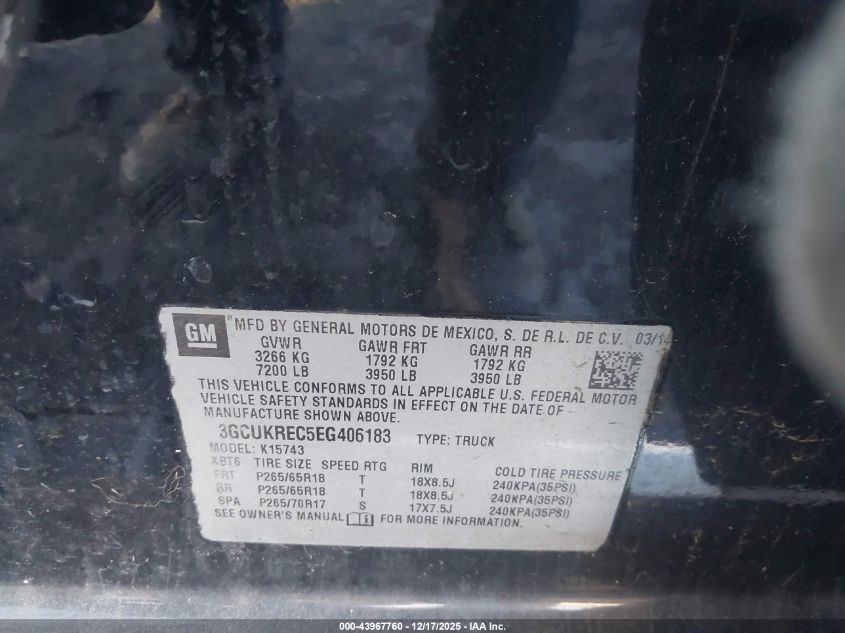 GM MFD BY GENERAL MOTORS DE MEXICO, S. DE R.L. DE C.V. 03/14
GVWR GAWR FRT GAWR RR
3266 KG 1792 KG 1792 KG
7200 LB 3950 LB 3950 LB
THIS VEHICLE CONFORMS TO ALL APPLICABLE U.S. FEDERAL MOTOR
VEHICLE SAFETY STANDARDS IN EFFECT ON THE DATE OF
MANUFACTURE SHOWN ABOVE.
3GCUKREC5EG406183 TYPE: TRUCK
MODEL: K15743
K8T6 TIRE SIZE SPEED RTG RIM COLD TIRE PRESSURE
FRT P265/65R18 T 18X8.5J 240KPA(35PSI)
RR P265/65R18 T 18X8.5J 240KPA(35PSI)
SPA P265/70R17 S 17X7.5J 240KPA(35PSI)
SEE OWNER'S MANUAL FOR MORE INFORMATION.
000-43967760 - 12/17/2025 - IAA Inc.